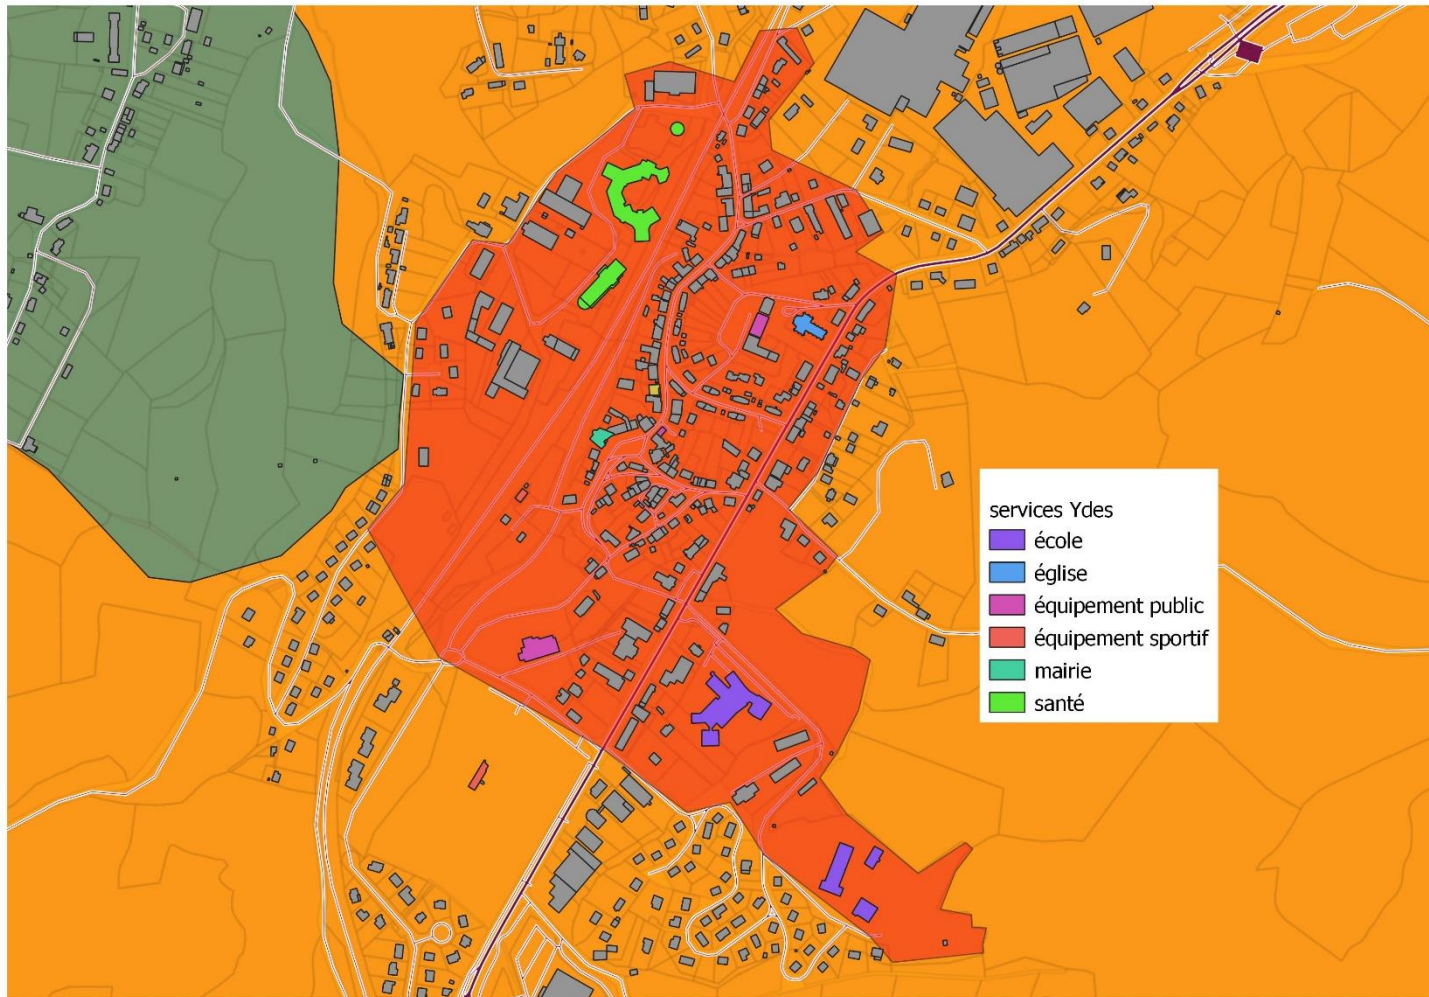 services Ydes
école
église
équipement public
équipement sportif
mairie
santé